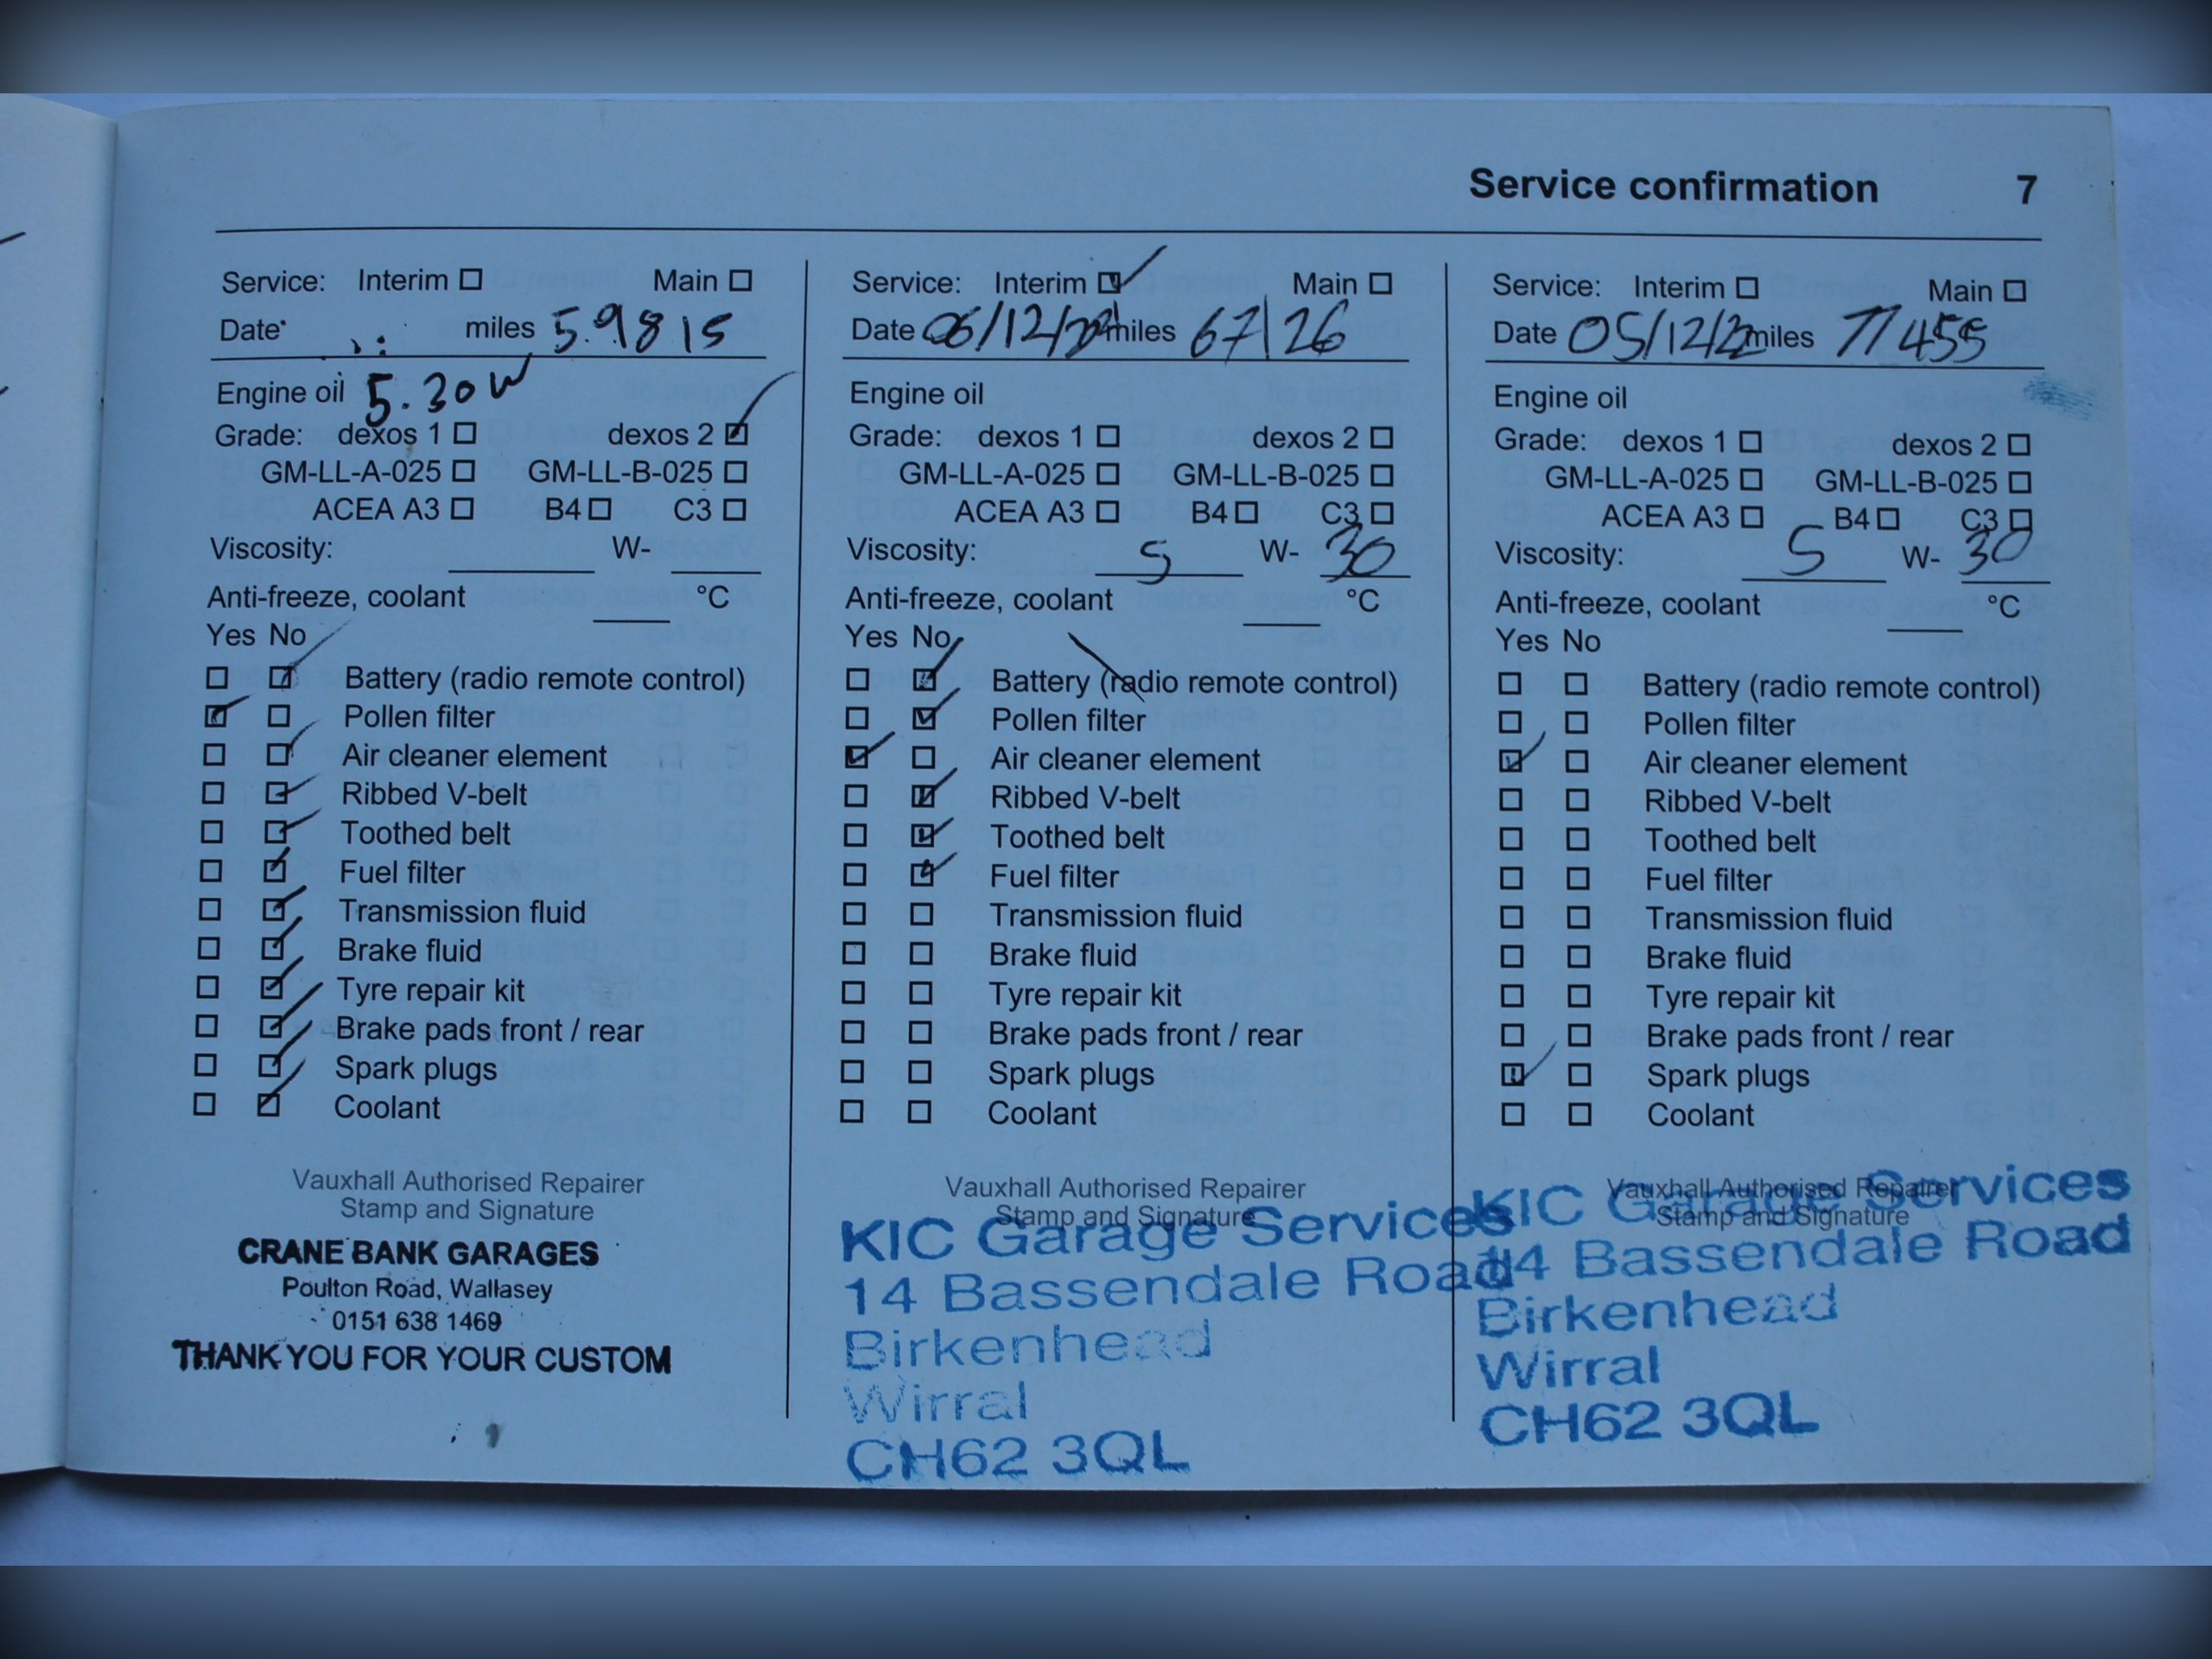 Service confirmation 7
Service: Interim Main
Date miles 59815
Engine oil 5.30W
Grade: dexos 1 dexos 2
GM-LL-A-025 GM-LL-B-025
ACEA A3 B4 C3
Viscosity: W-
Anti-freeze, coolant °C
Yes No
Battery (radio remote control)
Pollen filter
Air cleaner element
Ribbed V-belt
Toothed belt
Fuel filter
Transmission fluid
Brake fluid
Tyre repair kit
Brake pads front / rear
Spark plugs
Coolant
Vauxhall Authorised Repairer
Stamp and Signature
CRANE BANK GARAGES
Poulton Road, Wallasey
0151 638 1469
THANK YOU FOR YOUR CUSTOM
Service: Interim Main
Date miles 67126
Engine oil
Grade: dexos 1 dexos 2
GM-LL-A-025 GM-LL-B-025
ACEA A3 B4 C3
Viscosity: 5 W- 30
Anti-freeze, coolant °C
Yes No
Battery (radio remote control)
Pollen filter
Air cleaner element
Ribbed V-belt
Toothed belt
Fuel filter
Transmission fluid
Brake fluid
Tyre repair kit
Brake pads front / rear
Spark plugs
Coolant
Vauxhall Authorised Repairer
Stamp and Signature
KIC Garage Services
14 Bassendale Road
Birkenhead
Wirral
CH62 3QL
Service: Interim Main
Date 05/12/22 miles 71455
Engine oil
Grade: dexos 1 dexos 2
GM-LL-A-025 GM-LL-B-025
ACEA A3 B4 C3
Viscosity: 5 W- 30
Anti-freeze, coolant °C
Yes No
Battery (radio remote control)
Pollen filter
Air cleaner element
Ribbed V-belt
Toothed belt
Fuel filter
Transmission fluid
Brake fluid
Tyre repair kit
Brake pads front / rear
Spark plugs
Coolant
Vauxhall Authorised Repairer
Stamp and Signature
KIC Garage Services
14 Bassendale Road
Birkenhead
Wirral
CH62 3QL